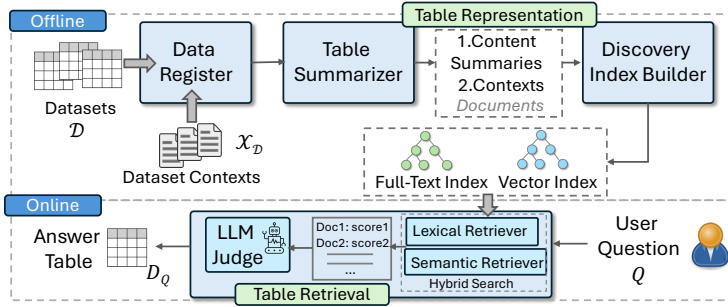 Offline
Table Representation
Data
Register
Table
Summarizer
1.Content
Summaries
2.Contexts
Documents
Discovery
Index Builder
Datasets
𝒟
𝒳_𝒟
Dataset Contexts
Full-Text Index
Vector Index
Online
Answer
Table
D_Q
LLM
Judge
Doc1: score1
Doc2: score2
...
Lexical Retriever
Semantic Retriever
Hybrid Search
Table Retrieval
User
Question
Q